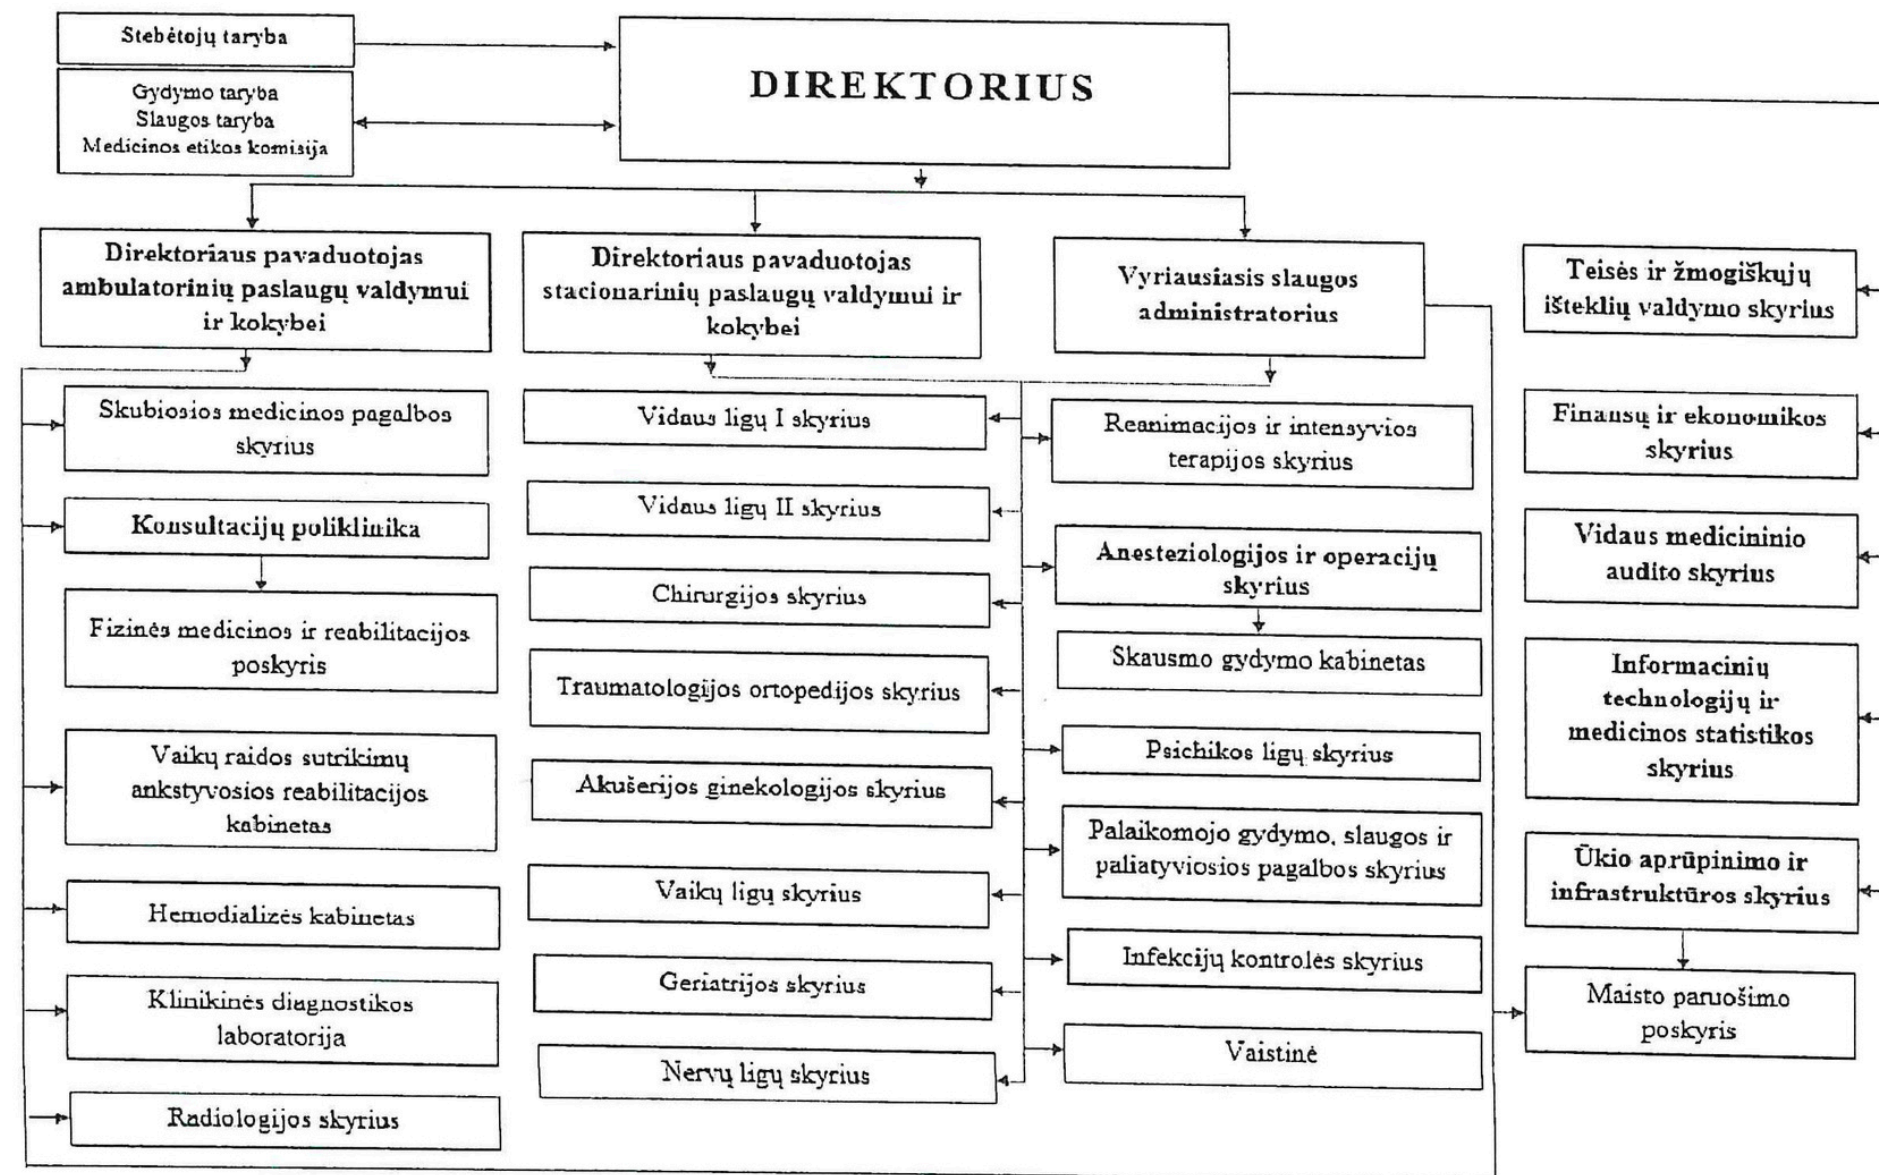 Stebėtojų taryba
DIREKTORIUS
Gydymo taryba
Slaugos taryba
Medicinos etikos komisija
Direktoriaus pavaduotojas
ambulatorinių paslaugų valdymui
ir kokybei
Direktoriaus pavaduotojas
stacionarinių paslaugų valdymui ir
kokybei
Vyriausiasis slaugos
administratorius
Teisės ir žmogiškųjų
išteklių valdymo skyrius
Skubiosios medicinos pagalbos
skyrius
Konsultacijų poliklinika
Fizinės medicinos ir reabilitacijos
poskyris
Vaikų raidos sutrikimų
ankstyvosios reabilitacijos
kabinetas
Hemodializės kabinetas
Klinikinės diagnostikos
laboratorija
Radiologijos skyrius
Vidaus ligų I skyrius
Vidaus ligų II skyrius
Chirurgijos skyrius
Traumatologijos ortopedijos skyrius
Akušerijos ginekologijos skyrius
Vaikų ligų skyrius
Geriatrijos skyrius
Nervų ligų skyrius
Reanimacijos ir intensyvios
terapijos skyrius
Anesteziologijos ir operacijų
skyrius
Skausmo gydymo kabinetas
Psichikos ligų skyrius
Palaikomojo gydymo, slaugos ir
paliatyviosios pagalbos skyrius
Infekcijų kontrolės skyrius
Vaistinė
Finansų ir ekonomikos
skyrius
Vidaus medicininio
audito skyrius
Informacinių
technologijų ir
medicinos statistikos
skyrius
Ūkio aprūpinimo ir
infrastruktūros skyrius
Maisto paruošimo
poskyris